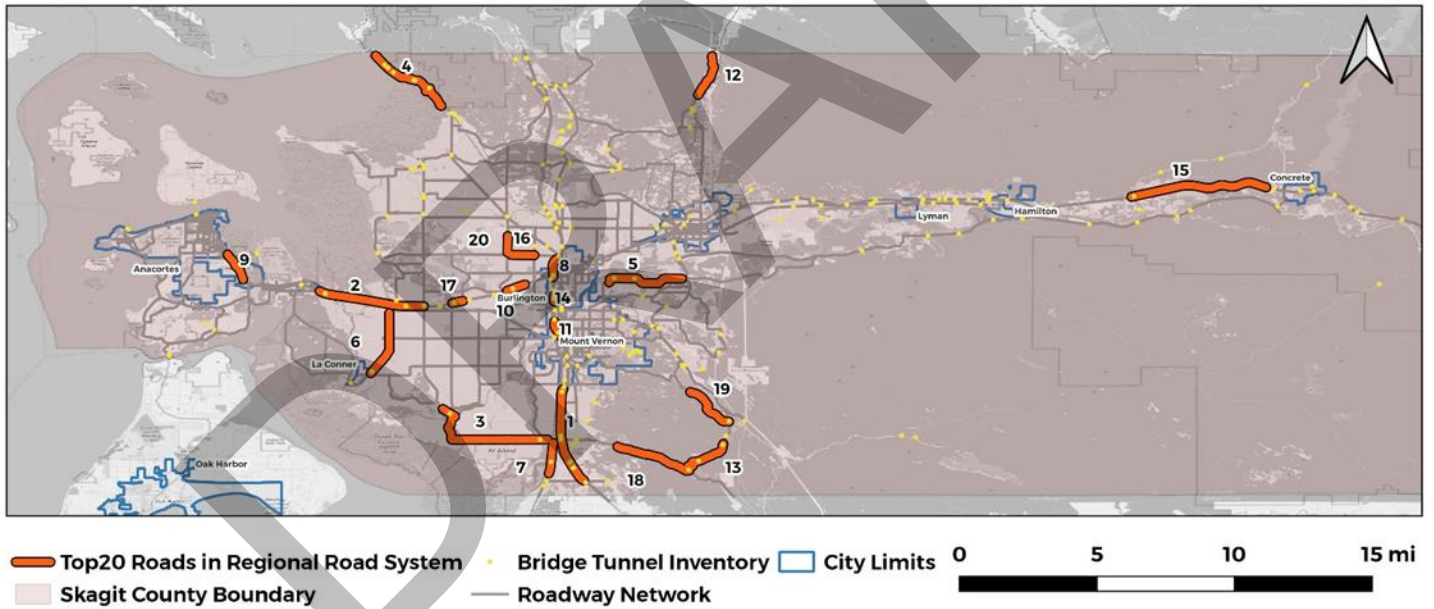 4
12
15
Concrete
Lyman
Hamilton
20
16
9
Anacortes
8
5
2
17
Burlington
14
10
11
6
Mount Vernon
La Conner
19
3
1
7
13
18
Oak Harbor
DRAFT
Top20 Roads in Regional Road System
Bridge Tunnel Inventory
City Limits
0
5
10
15 mi
Skagit County Boundary
Roadway Network